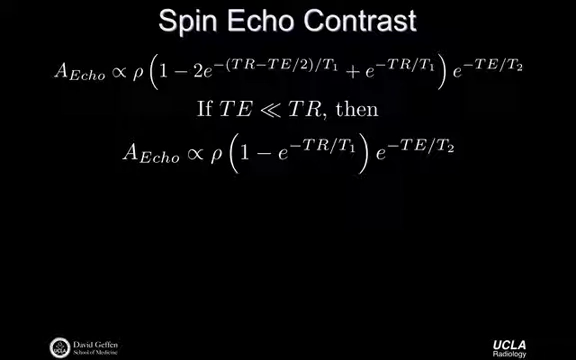 Spin Echo Contrast
A_{Echo} ∝ ρ (1 − 2e^{−(TR−TE/2)/T_1} + e^{−TR/T_1}) e^{−TE/T_2}
If TE ≪ TR, then
A_{Echo} ∝ ρ (1 − e^{−TR/T_1}) e^{−TE/T_2}
UCLA
David Geffen
School of Medicine
UCLA
Radiology